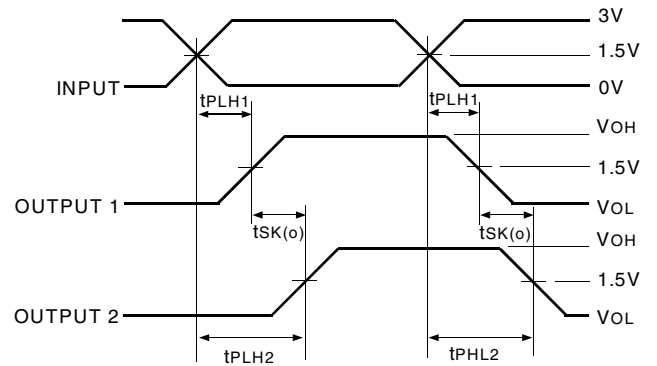 3V
1.5V
INPUT
0V
tPLH1
tPLH1
VOH
1.5V
OUTPUT 1
VOL
tSK(o)
tSK(o)
VOH
1.5V
OUTPUT 2
VOL
tPLH2
tPHL2